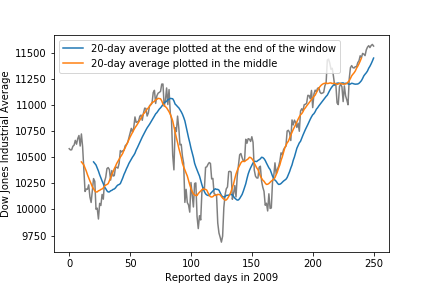 20-day average plotted at the end of the window
20-day average plotted in the middle
Dow Jones Industrial Average
11500
11250
11000
10750
10500
10250
10000
9750
0 50 100 150 200 250
Reported days in 2009